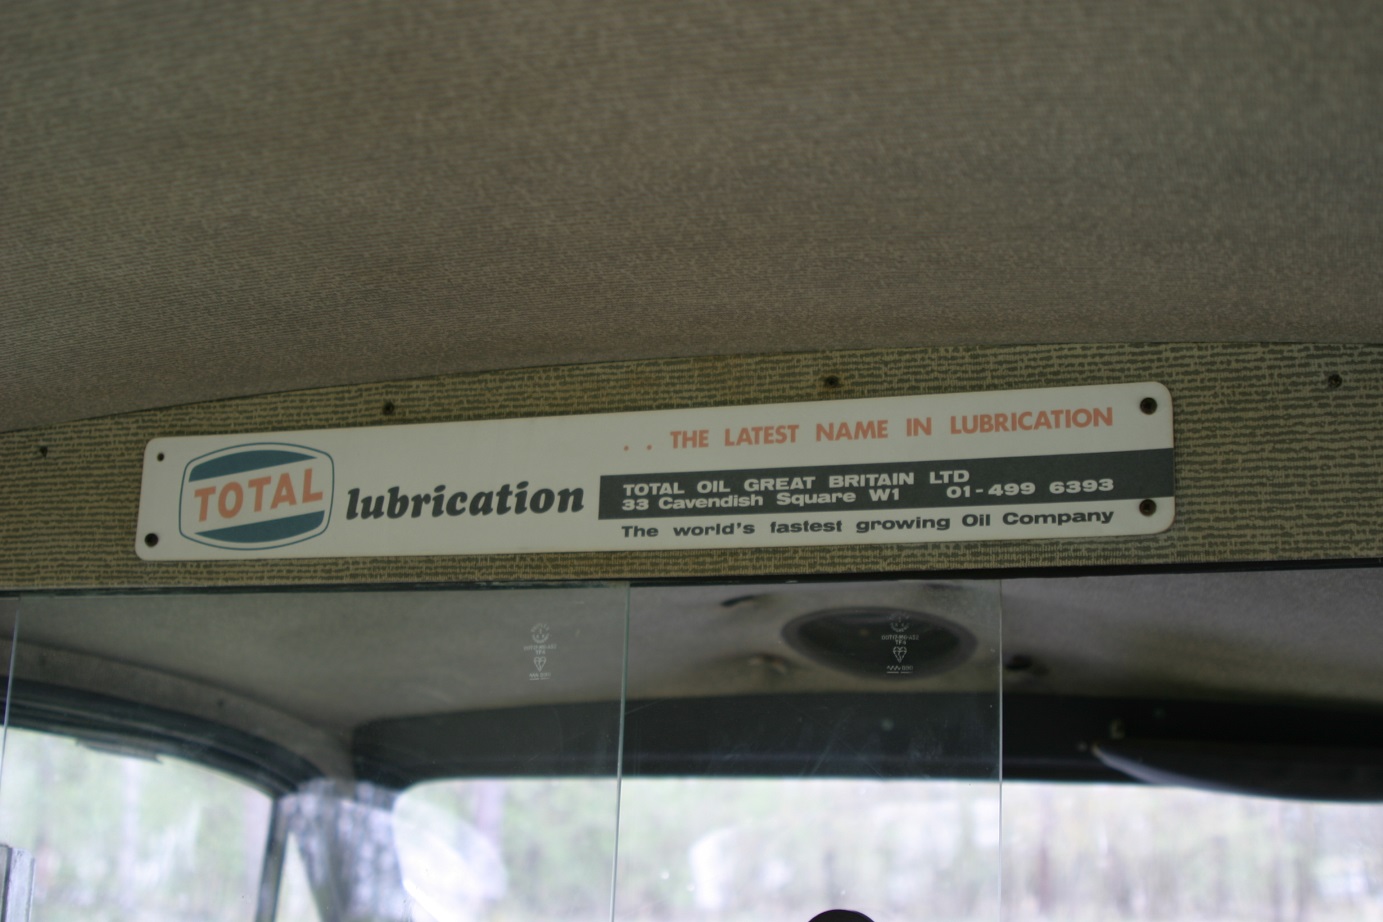 TOTAL lubrication
. . THE LATEST NAME IN LUBRICATION
TOTAL OIL GREAT BRITAIN LTD
33 Cavendish Square W1 01-499 6393
The world's fastest growing Oil Company